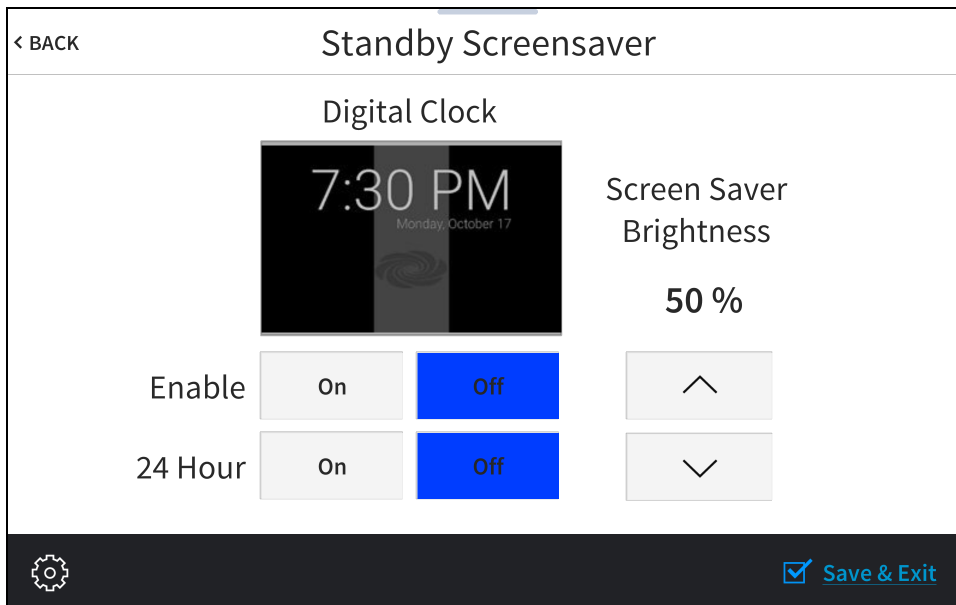 BACK
Standby Screensaver
Digital Clock
7:30 PM
Monday, October 17
Screen Saver
Brightness
50 %
Enable
On
Off
24 Hour
On
Off
Save & Exit